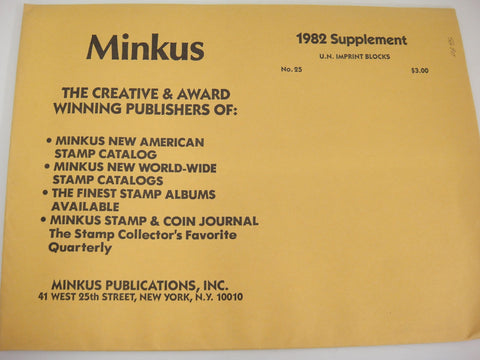 Minkus
1982 Supplement
U.N. IMPRINT BLOCKS
No. 25 $3.00
THE CREATIVE & AWARD
WINNING PUBLISHERS OF:
• MINKUS NEW AMERICAN
STAMP CATALOG
• MINKUS NEW WORLD-WIDE
STAMP CATALOGS
• THE FINEST STAMP ALBUMS
AVAILABLE
• MINKUS STAMP & COIN JOURNAL
The Stamp Collector's Favorite
Quarterly
MINKUS PUBLICATIONS, INC.
41 WEST 25th STREET, NEW YORK, N.Y. 10010